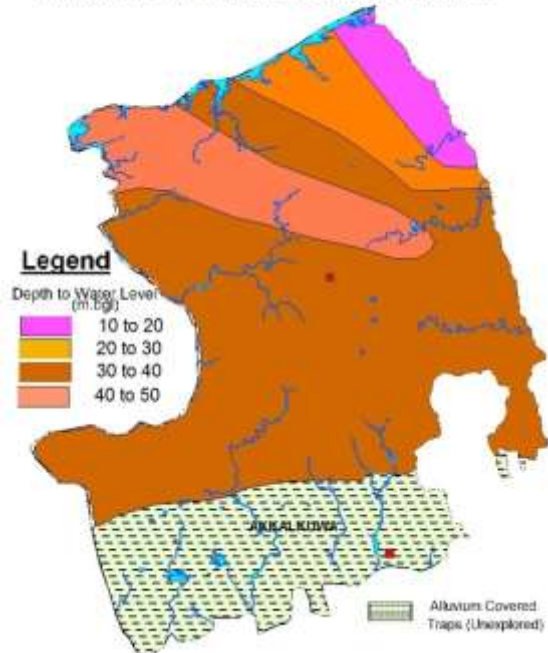 Legend
Depth to Water Level
(m.bgl)
10 to 20
20 to 30
30 to 40
40 to 50
AKKALKUWA
Alluvium Covered
Traps (Unexplored)